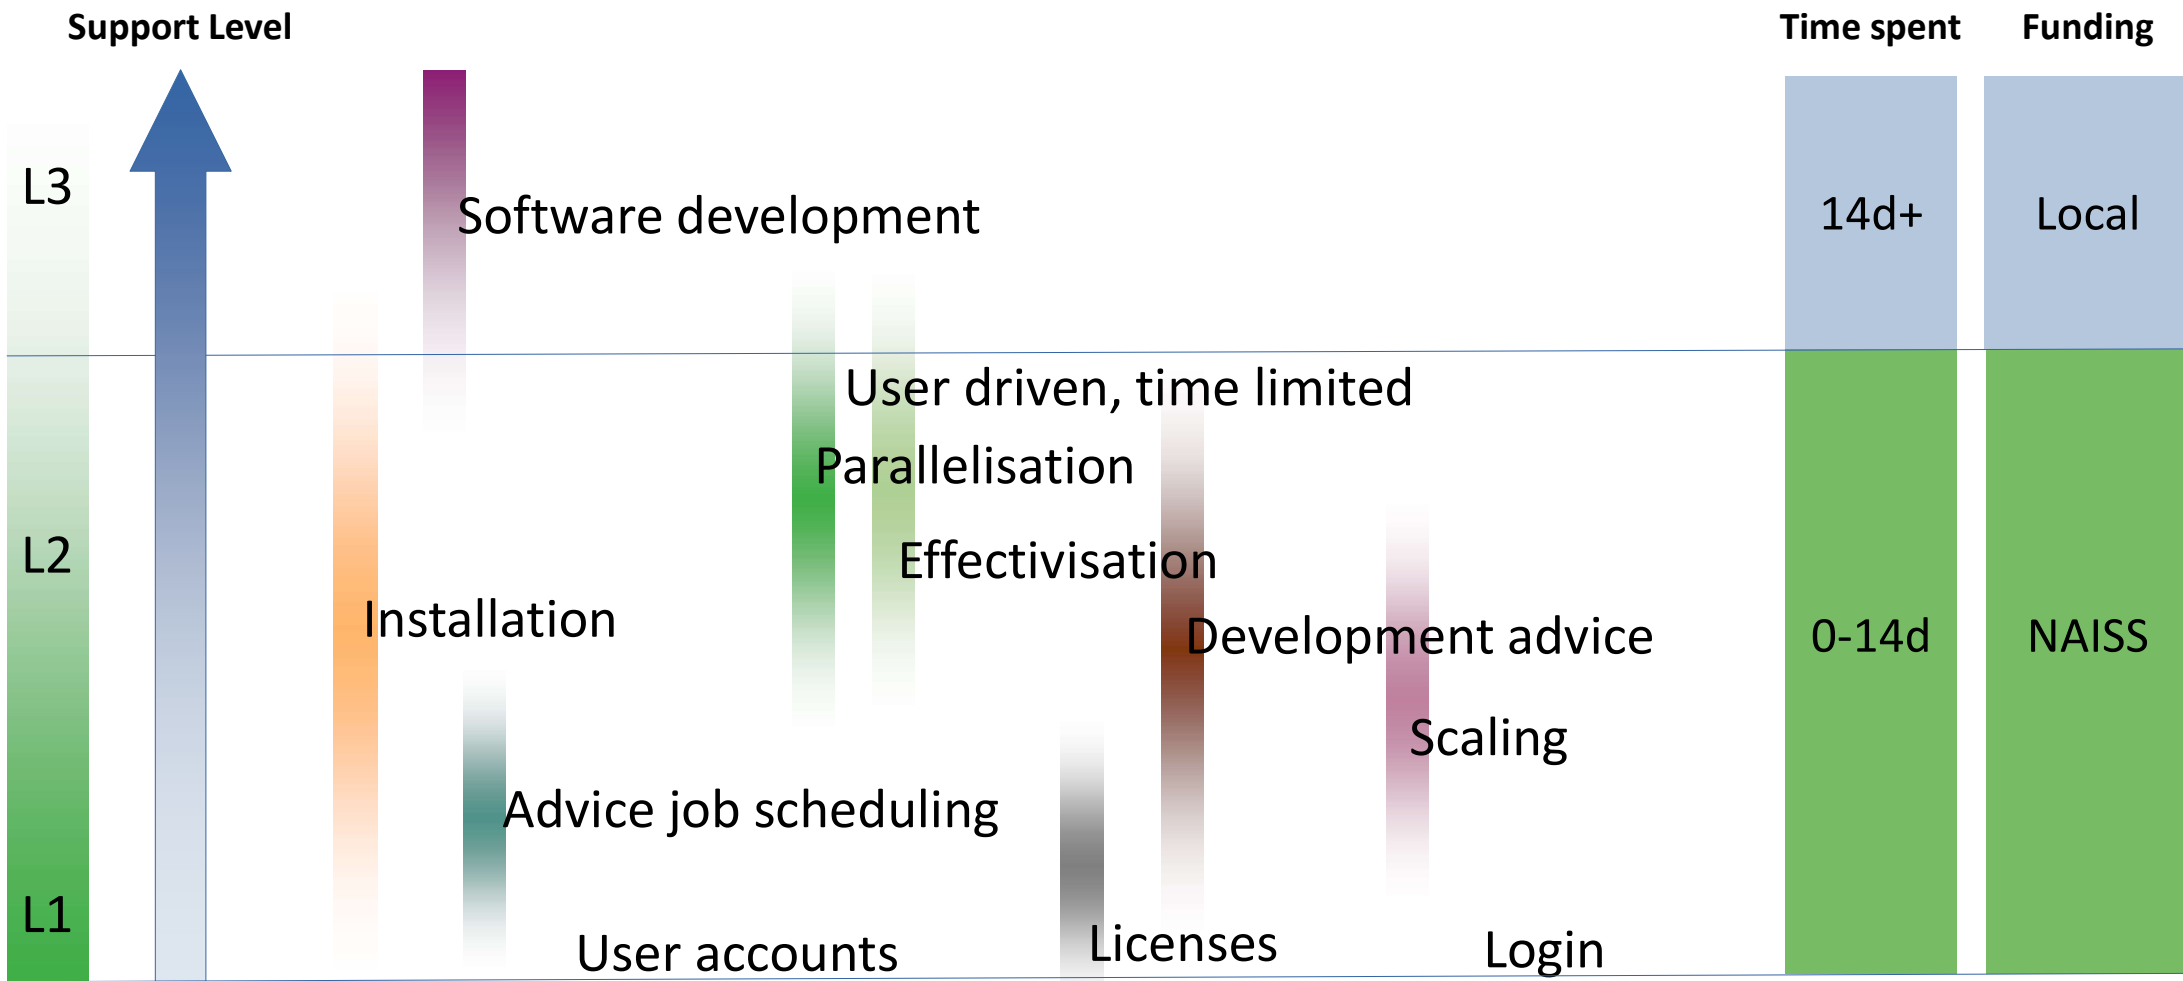 Support Level
Time spent
Funding
L3
Software development
14d+
Local
User driven, time limited
Parallelisation
L2
Effectivisation
Installation
Development advice
0-14d
NAISS
Scaling
Advice job scheduling
L1
User accounts
Licenses
Login